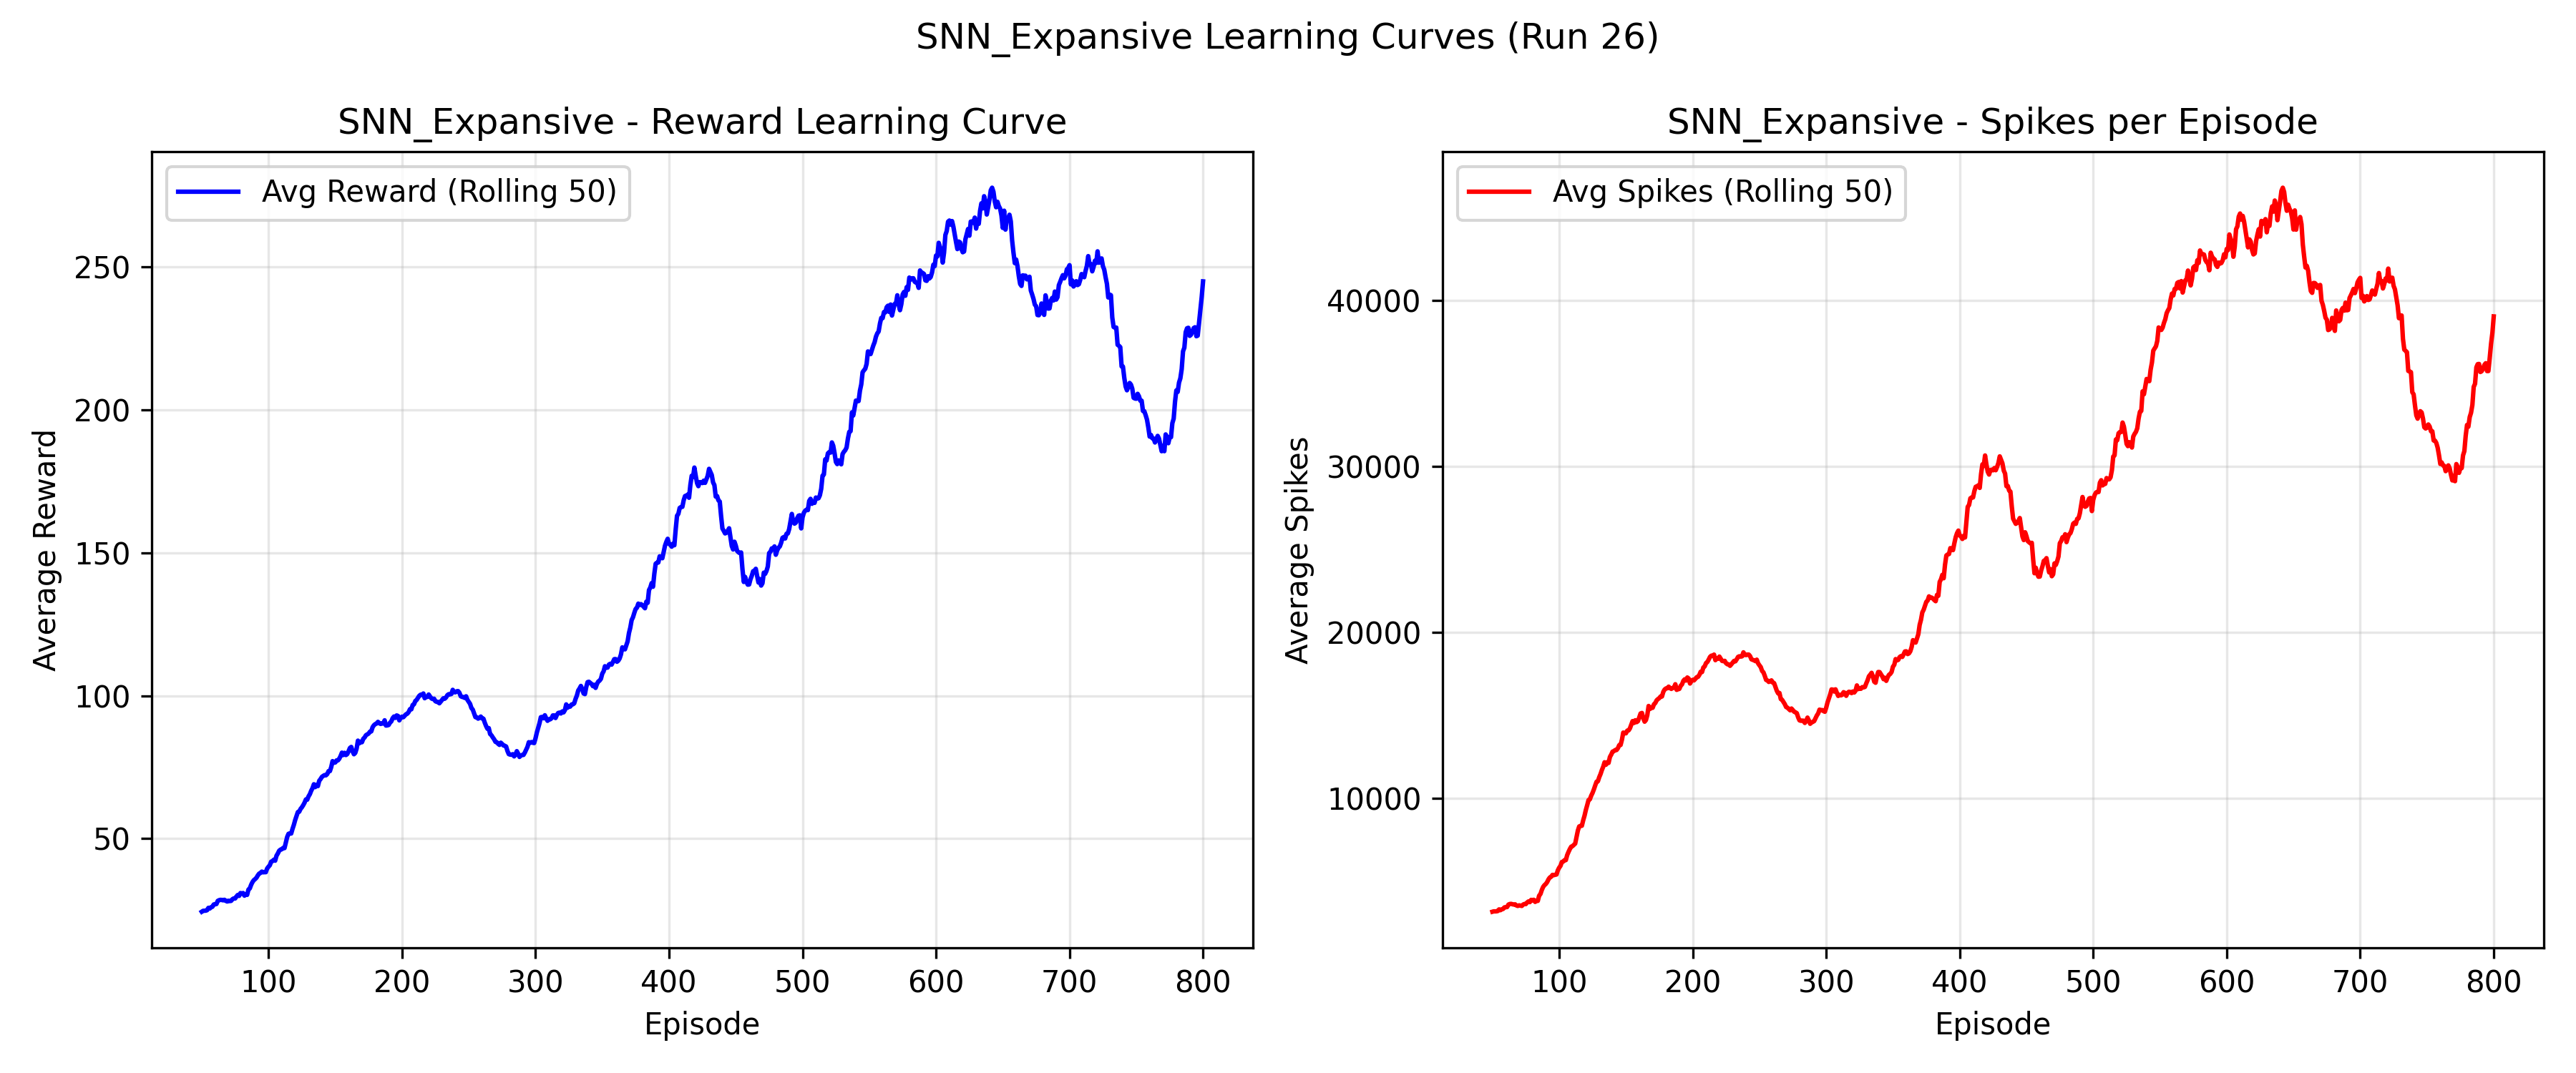 SNN_Expansive Learning Curves (Run 26)
SNN_Expansive - Reward Learning Curve
Avg Reward (Rolling 50)
250
200
150
100
50
Average Reward
100 200 300 400 500 600 700 800
Episode
SNN_Expansive - Spikes per Episode
Avg Spikes (Rolling 50)
40000
30000
20000
10000
Average Spikes
100 200 300 400 500 600 700 800
Episode